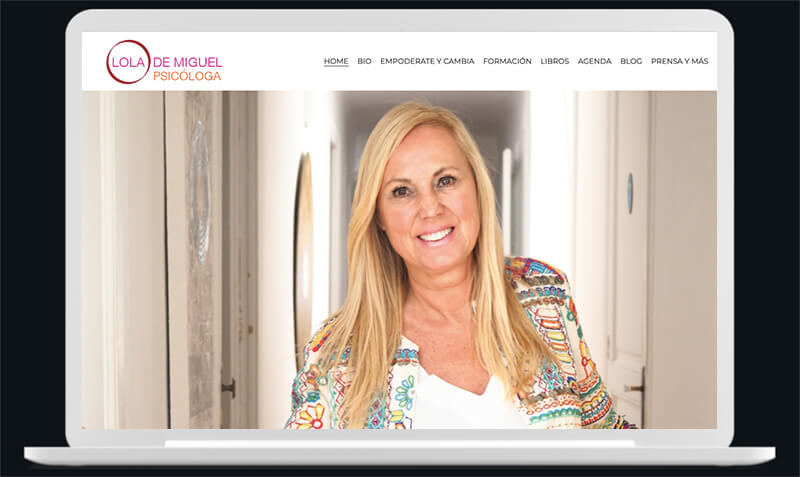 LOLA DE MIGUEL
PSICÓLOGA
HOME BIO EMPODERATE Y CAMBIA FORMACIÓN LIBROS AGENDA BLOG PRENSA Y MÁS